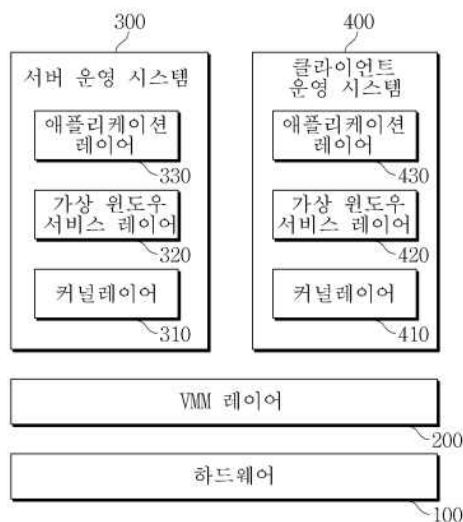 300
400
서버 운영 시스템
클라이언트
운영 시스템
애플리케이션
레이어
330
애플리케이션
레이어
430
가상 윈도우
서비스 레이어
320
가상 윈도우
서비스 레이어
420
커널레이어
310
커널레이어
410
VMM 레이어
200
하드웨어
100